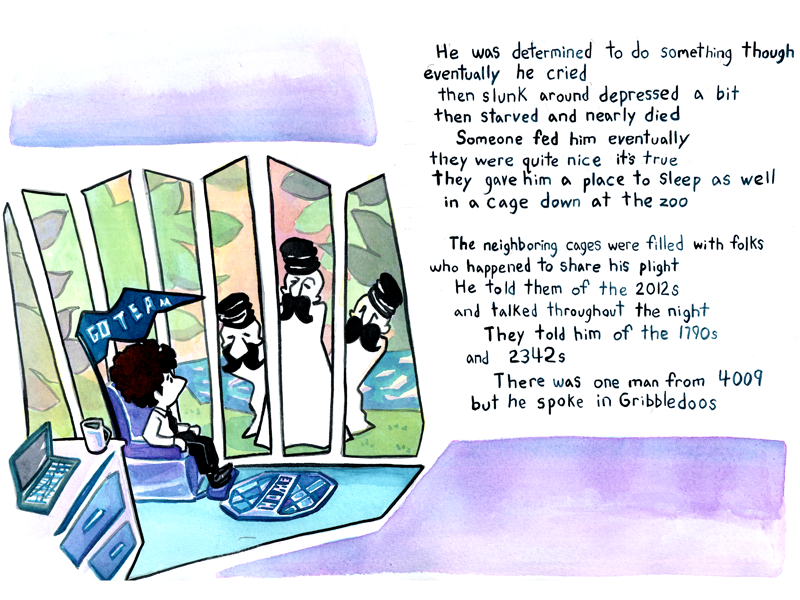 He was determined to do something though
eventually he cried
then slunk around depressed a bit
then starved and nearly died
Someone fed him eventually
they were quite nice it's true
they gave him a place to sleep as well
in a cage down at the zoo
The neighboring cages were filled with folks
who happened to share his plight
He told them of the 2012s
and talked throughout the night
They told him of the 1790s
and 2342s
There was one man from 4009
but he spoke in Gribbledoos
GO TEAM
HOME